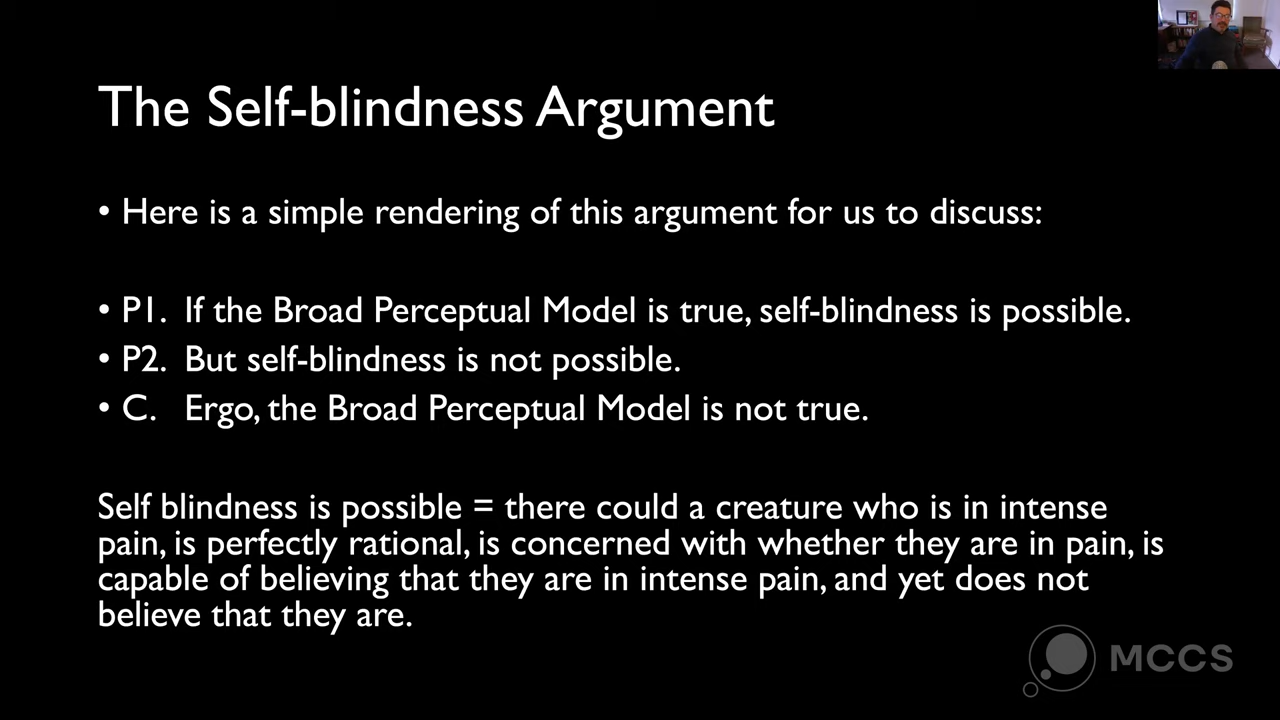 The Self-blindness Argument
• Here is a simple rendering of this argument for us to discuss:
• P1. If the Broad Perceptual Model is true, self-blindness is possible.
• P2. But self-blindness is not possible.
• C. Ergo, the Broad Perceptual Model is not true.
Self blindness is possible = there could a creature who is in intense
pain, is perfectly rational, is concerned with whether they are in pain, is
capable of believing that they are in intense pain, and yet does not
believe that they are.
MCCS